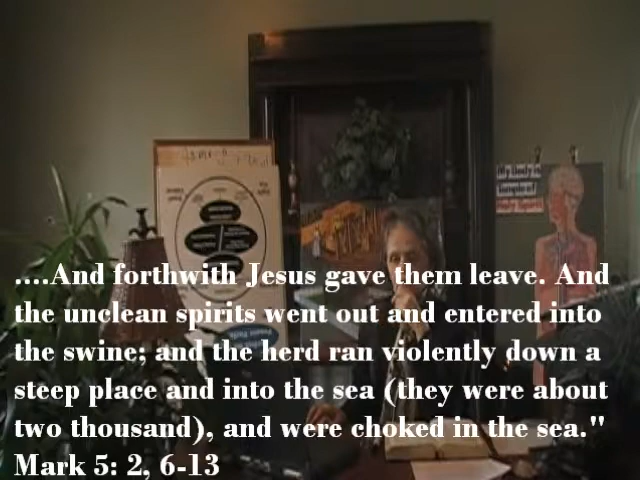 ....And forthwith Jesus gave them leave. And
the unclean spirits went out and entered into
the swine; and the herd ran violently down a
steep place and into the sea (they were about
two thousand), and were choked in the sea."
Mark 5: 2, 6-13